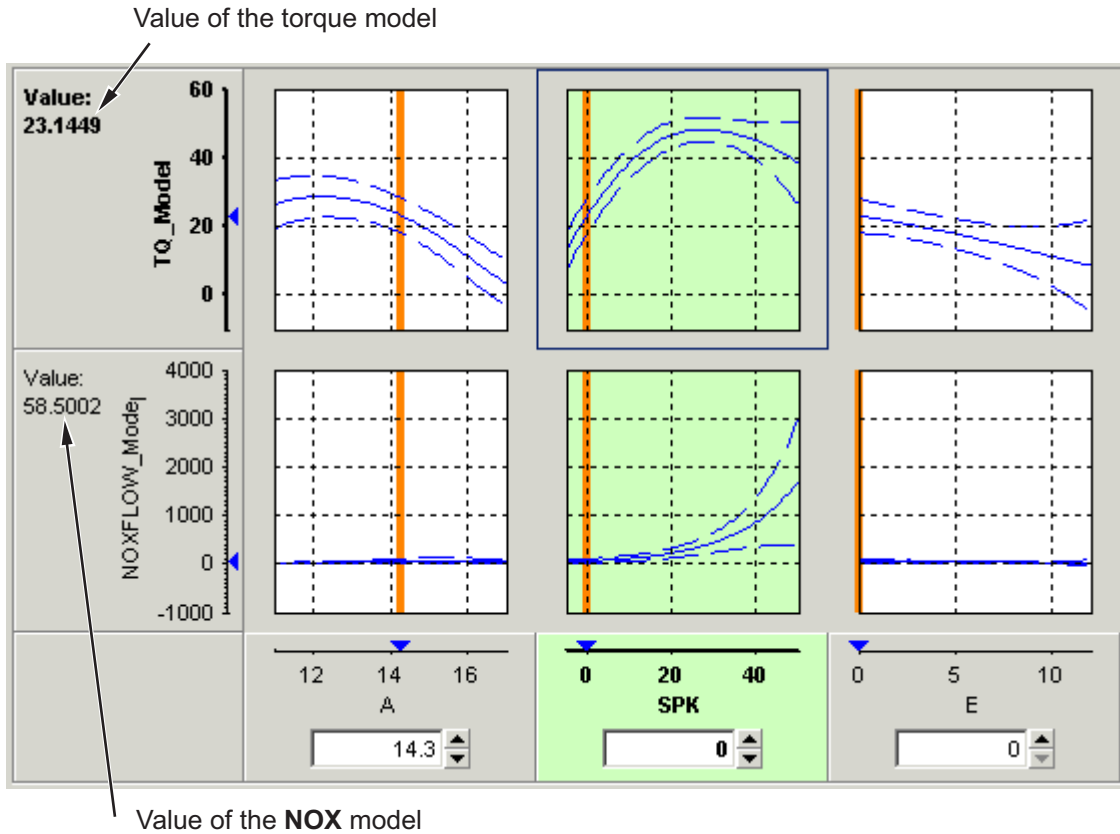 Value of the torque model
Value:
23.1449
TQ_Model
60
40
20
0
Value:
58.5002
NOXFLOW_Model
4000
3000
2000
1000
0
-1000
12 14 16
A
14.3
0 20 40
SPK
0
0 5 10
E
0
Value of the NOX model